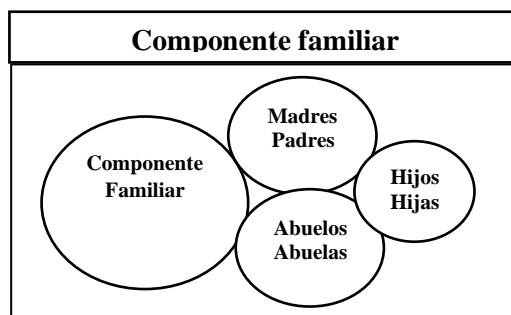 Componente familiar
Madres
Padres
Componente
Familiar
Hijos
Hijas
Abuelos
Abuelas